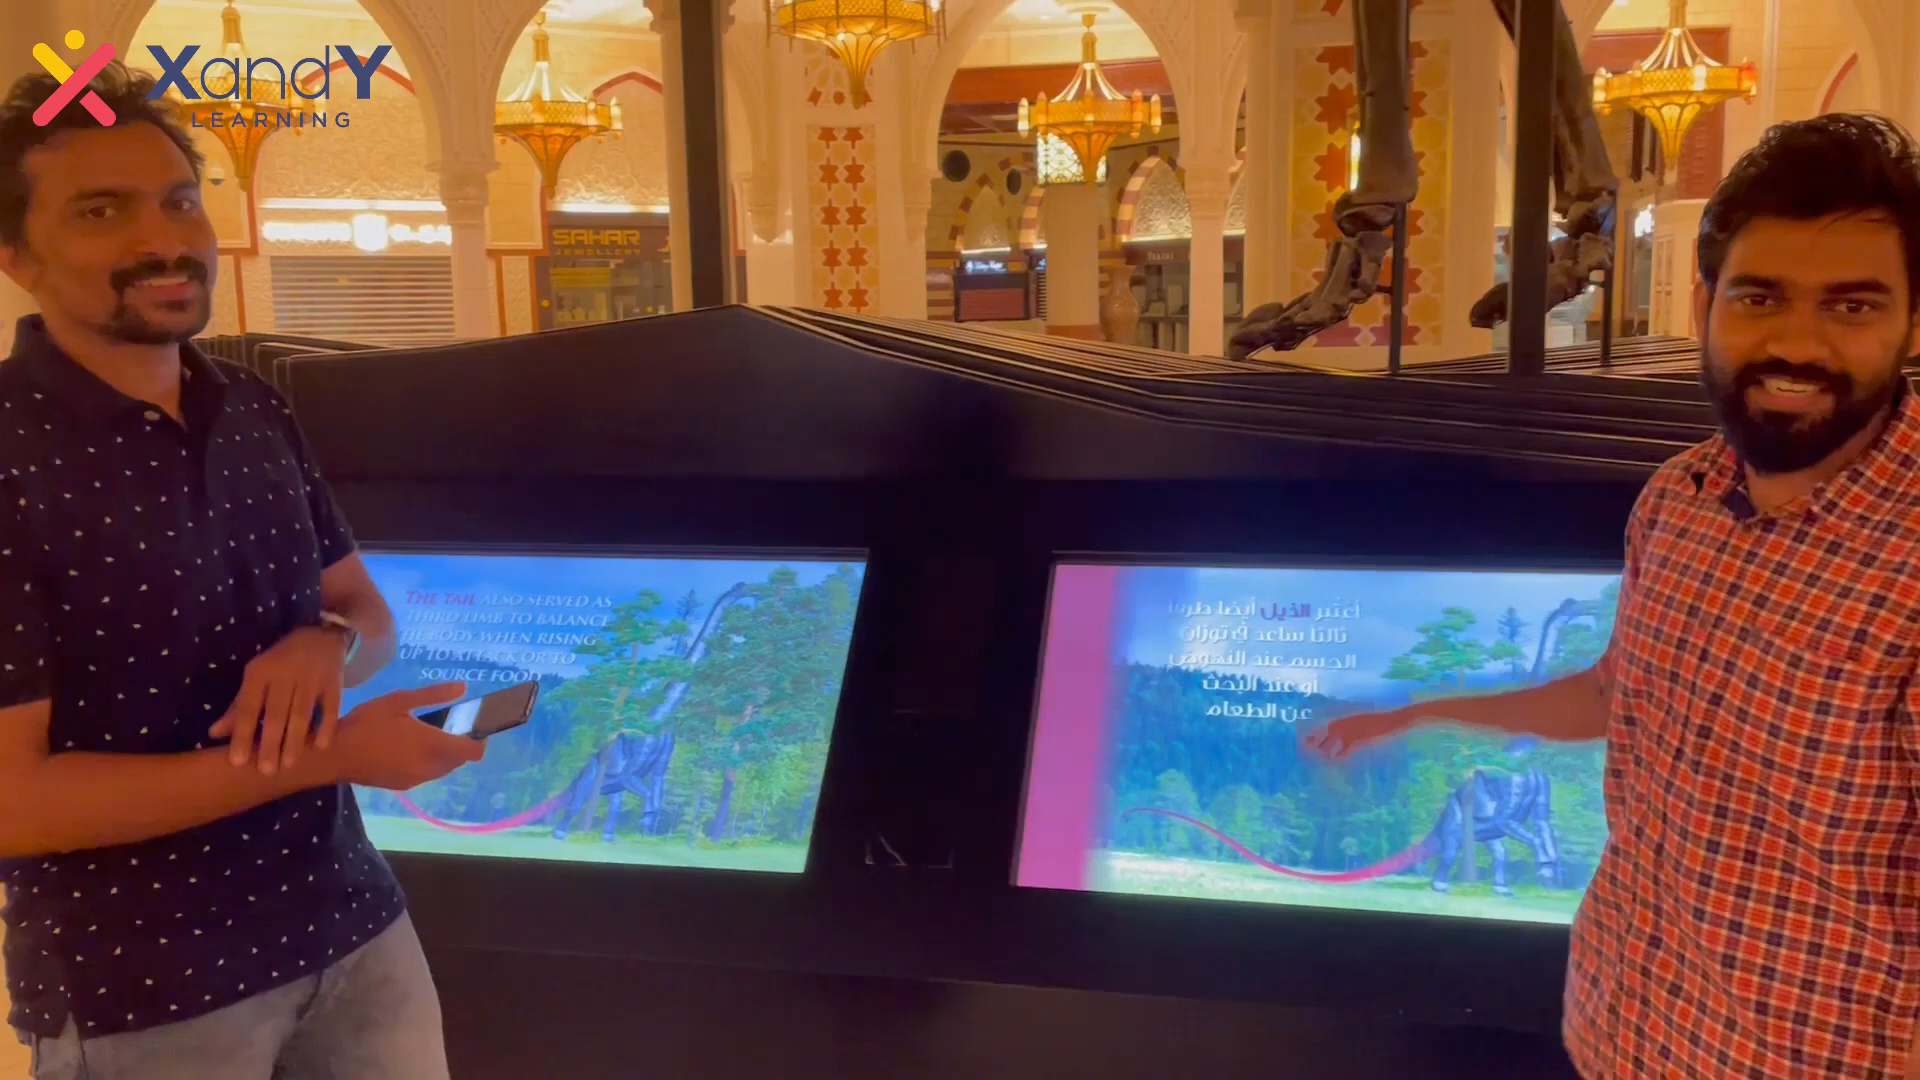 XandY
LEARNING
SAHAR
JEWELLERY
THE TAIL ALSO SERVED AS
THIRD LIMB TO BALANCE
THE BODY WHEN RISING
UP TO ATTACK OR TO
SOURCE FOOD
أعتبر الذيل أيضا طرفا
ثالثا ساعد في توزان
الجسم عند النهوض
أو عند البحث
عن الطعام